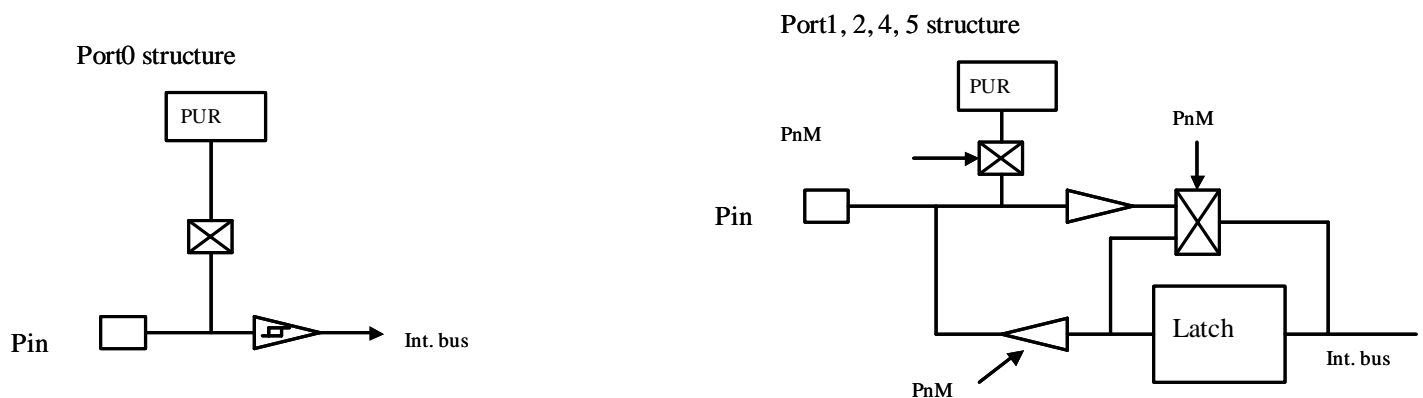 Port0 structure
PUR
Pin
Int. bus
Port1, 2, 4, 5 structure
PUR
PnM
PnM
Pin
Latch
Int. bus
PnM